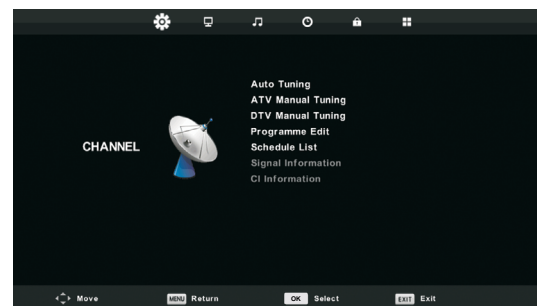 CHANNEL
Auto Tuning
ATV Manual Tuning
DTV Manual Tuning
Programme Edit
Schedule List
Signal Information
CI Information
Move
MENU Return
OK Select
EXIT Exit